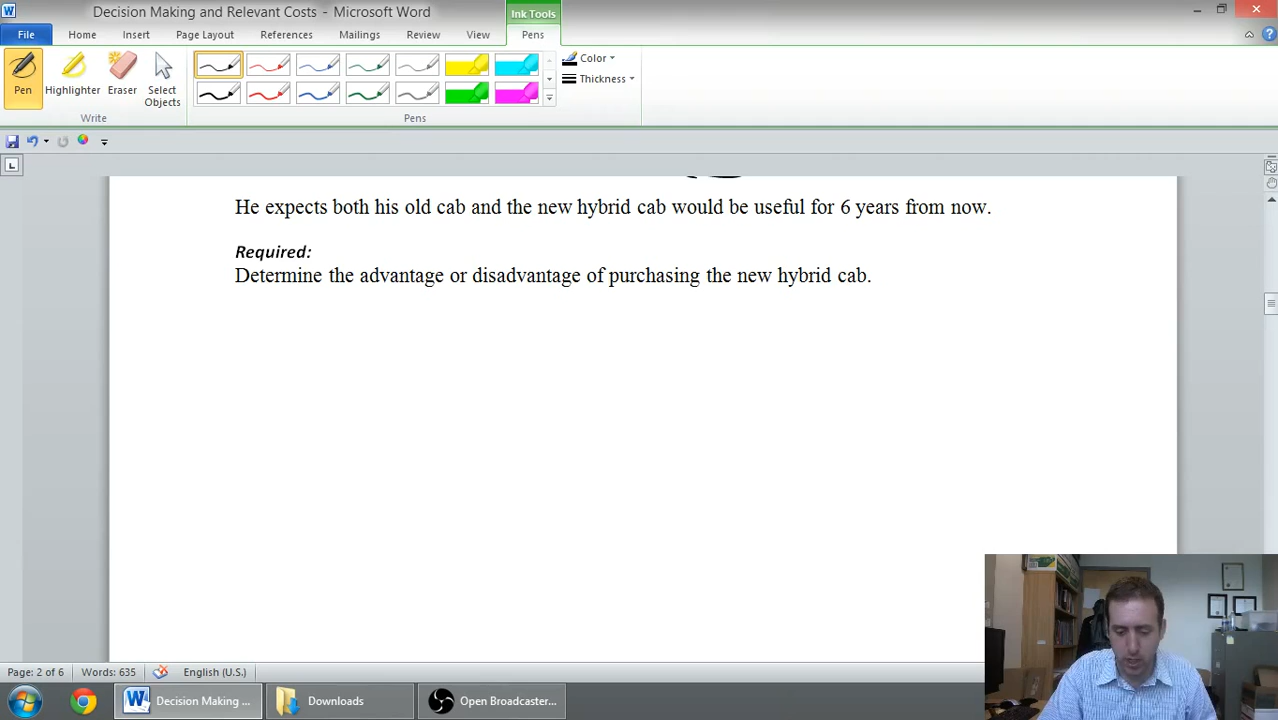 Decision Making and Relevant Costs - Microsoft Word
Ink Tools
File Home Insert Page Layout References Mailings Review View Pens
Pen Highlighter Eraser Select Objects
Color
Thickness
Write Pens
He expects both his old cab and the new hybrid cab would be useful for 6 years from now.
Required:
Determine the advantage or disadvantage of purchasing the new hybrid cab.
Page: 2 of 6 Words: 635 English (U.S.)
Decision Making ... Downloads Open Broadcaster...